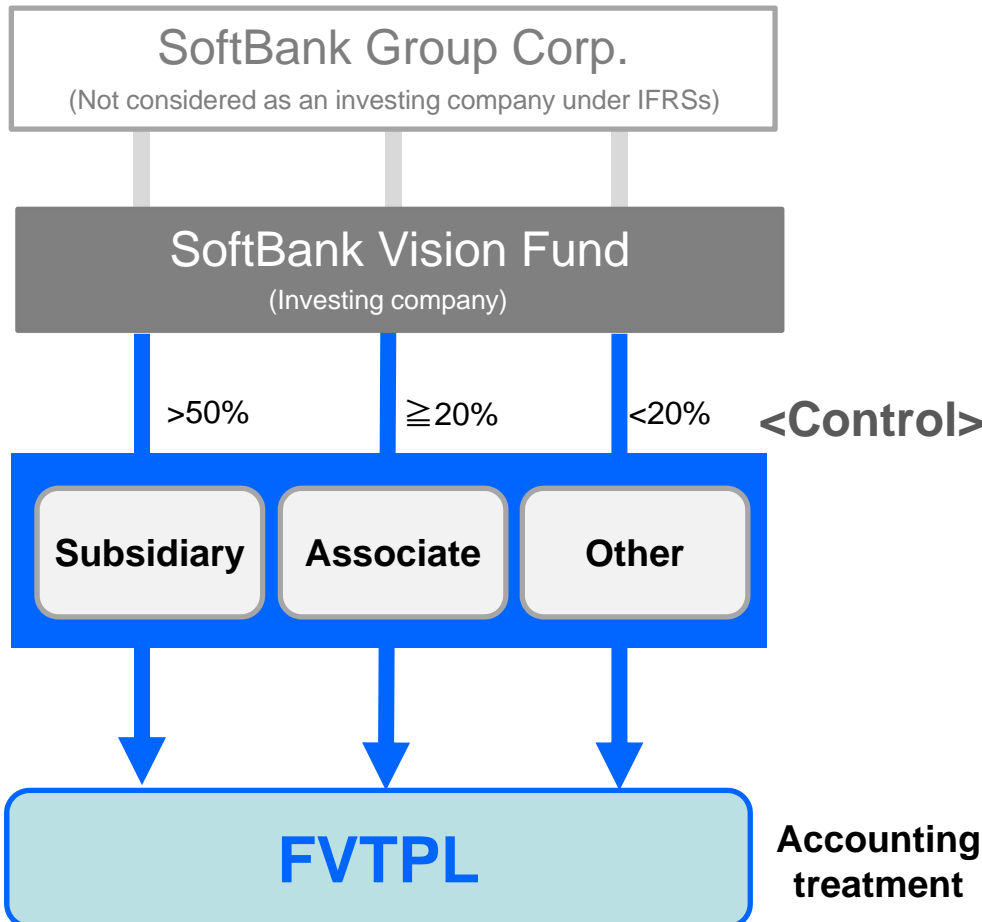 SoftBank Group Corp.
(Not considered as an investing company under IFRSs)
SoftBank Vision Fund
(Investing company)
>50%
≧20%
<20%
<Control>
Subsidiary
Associate
Other
FVTPL
Accounting
treatment